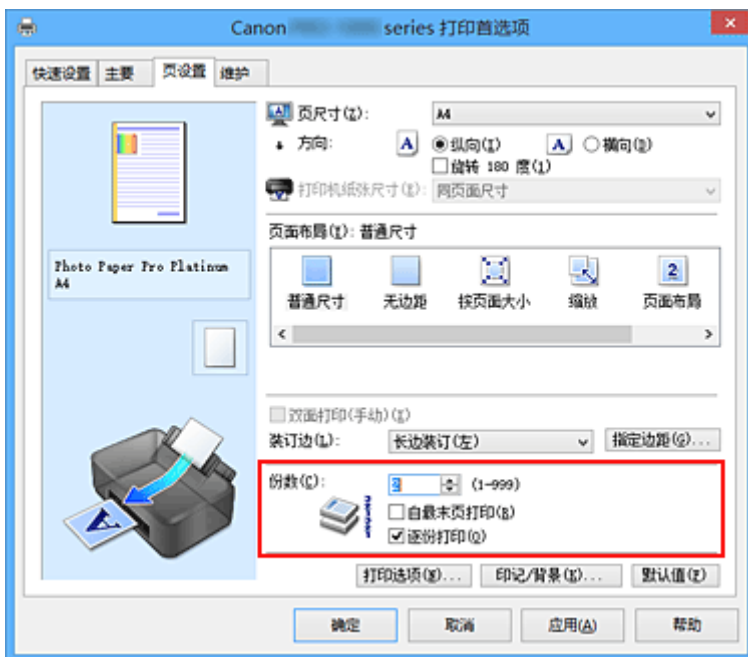 Canon series 打印首选项
快速设置 主要 页设置 维护
页尺寸(Z): A4
方向: A 纵向(I) A 横向(D)
旋转 180 度(1)
打印机纸张尺寸: 同页面尺寸
页面布局(Y): 普通尺寸
Photo Paper Pro Platinum
A4
普通尺寸 无边距 按页面大小 缩放 2 页面布局
双面打印(手动)(X)
装订边(L): 长边装订(左) 指定边距(G)...
份数(C): (1-999)
自最末页打印(R)
逐份打印(O)
A
打印选项... 印记/背景... 默认值
确定 取消 应用(A) 帮助